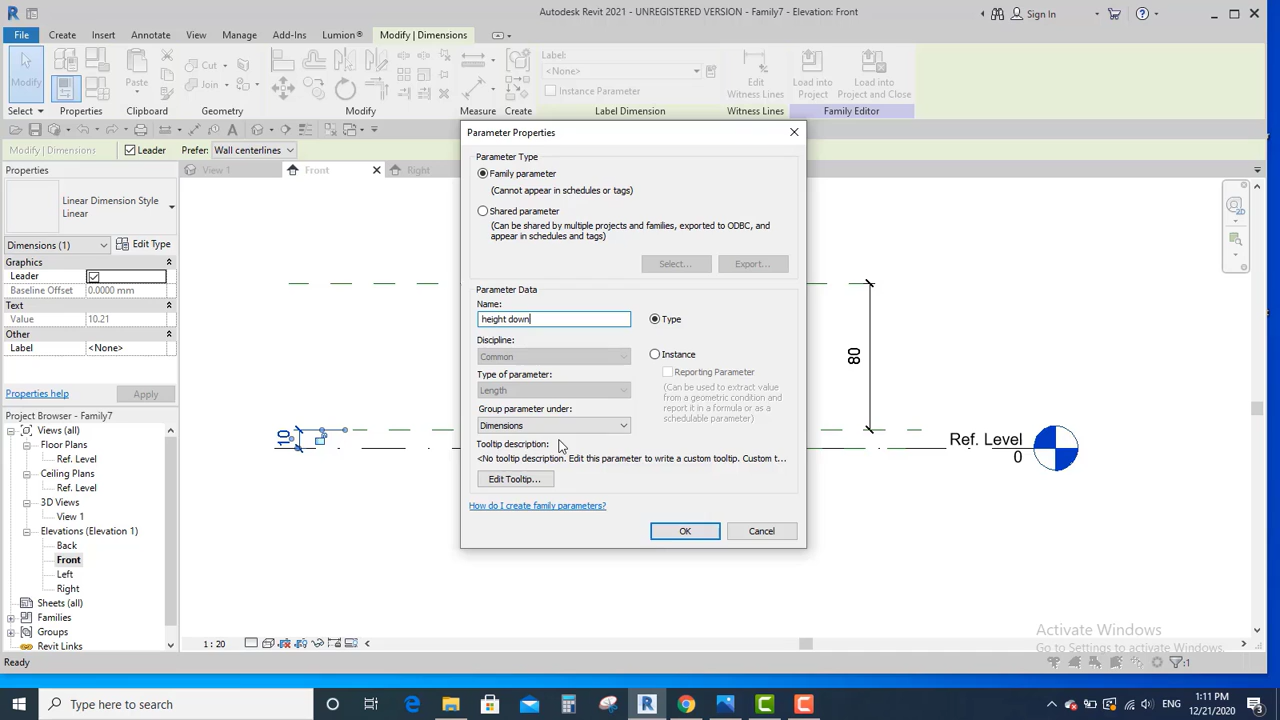 Autodesk Revit 2021 - UNREGISTERED VERSION - Family7 - Elevation: Front
Sign In
File Create Insert Annotate View Manage Add-Ins Lumion® Modify | Dimensions
Modify
Paste
Cut
Join
Label:
<None>
Instance Parameter
Edit Witness Lines
Load into Project
Load into Project and Close
Select Properties Clipboard Geometry Modify Measure Create Label Dimension Witness Lines Family Editor
Modify | Dimensions Leader Prefer: Wall centerlines
Properties
View 1 Front Right
Linear Dimension Style
Linear
Dimensions (1) Edit Type
Graphics
Leader
Baseline Offset 0.0000 mm
Text
Value 10.21
Other
Label <None>
Properties help Apply
Project Browser - Family7
Views (all)
Floor Plans
Ref. Level
Ceiling Plans
Ref. Level
3D Views
View 1
Elevations (Elevation 1)
Back
Front
Left
Right
Sheets (all)
Families
Groups
Revit Links
Parameter Properties
Parameter Type
Family parameter
(Cannot appear in schedules or tags)
Shared parameter
(Can be shared by multiple projects and families, exported to ODBC, and
appear in schedules and tags)
Select... Export...
Parameter Data
Name:
height down
Type
Discipline:
Common
Instance
Reporting Parameter
Type of parameter:
Length
(Can be used to extract value
from a geometric condition and
report it in a formula or as a
schedulable parameter)
Group parameter under:
Dimensions
Tooltip description:
<No tooltip description. Edit this parameter to write a custom tooltip. Custom t...
Edit Tooltip...
How do I create family parameters?
OK Cancel
10
80
Ref. Level
0
Activate Windows
Go to Settings to activate Windows.
1 : 20
Ready
:1
Type here to search
ENG
1:11 PM
12/21/2020
3